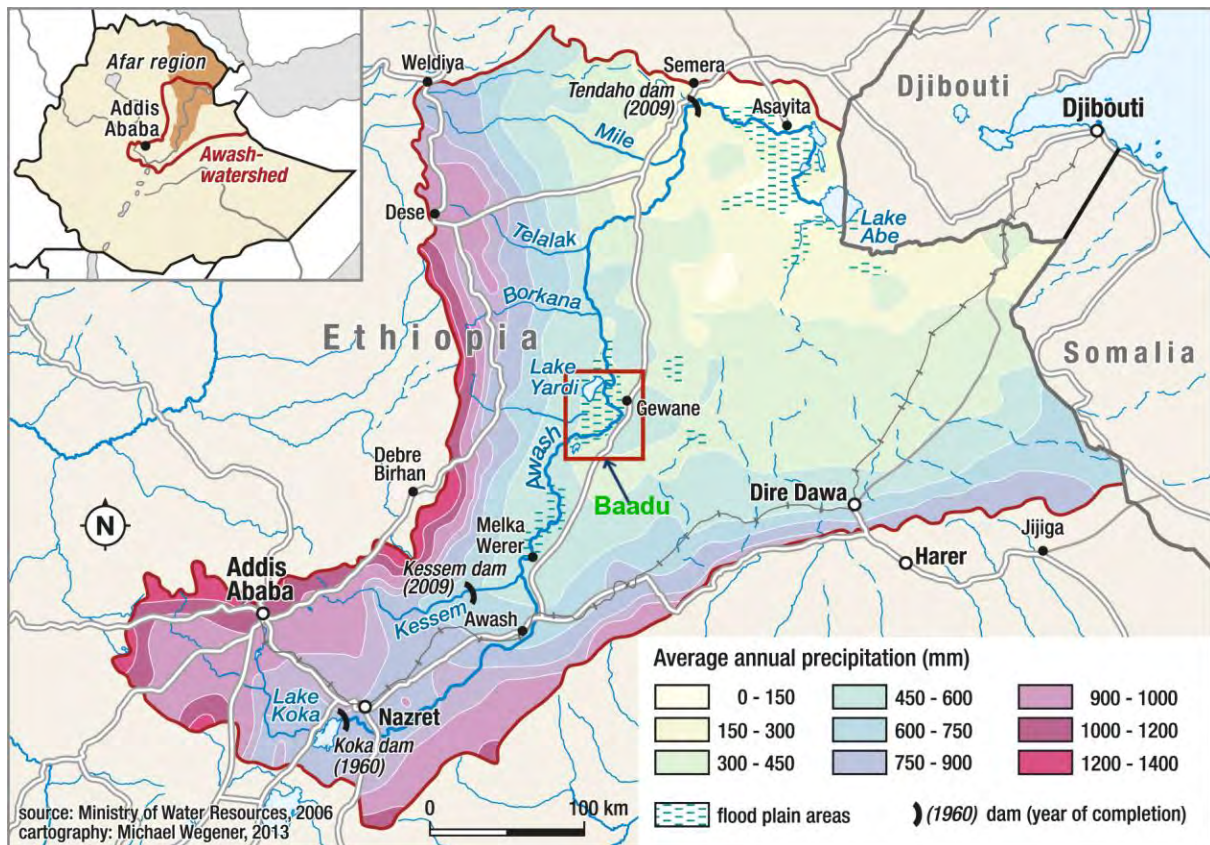 Afar region
Addis
Ababa
Awash-
watershed
Weldiya
Semera
Tendaho dam
(2009)
Asayita
Djibouti
Djibouti
Mile
Dese
Lake
Abe
Telalak
Borkana
Ethiopia
Somalia
Lake
Yardi
Gewane
Awash
Debre
Birhan
Baadu
N
Dire Dawa
Melka
Werer
Jijiga
Harer
Kessem dam
(2009)
Addis
Ababa
Kessem
Awash
Lake
Koka
Nazret
Koka dam
(1960)
0 100 km
source: Ministry of Water Resources, 2006
cartography: Michael Wegener, 2013
Average annual precipitation (mm)
0 - 150 450 - 600 900 - 1000
150 - 300 600 - 750 1000 - 1200
300 - 450 750 - 900 1200 - 1400
flood plain areas (1960) dam (year of completion)